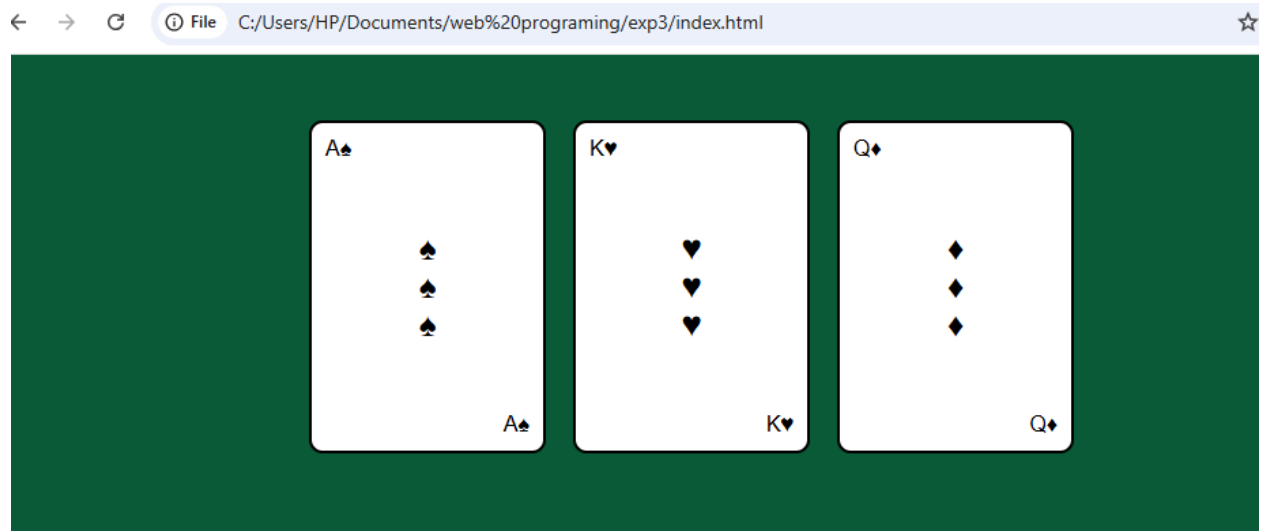 File C:/Users/HP/Documents/web%20programing/exp3/index.html
A♠ K♥ Q♦
♠ ♥ ♦
♠ ♥ ♦
♠ ♥ ♦
A♠ K♥ Q♦